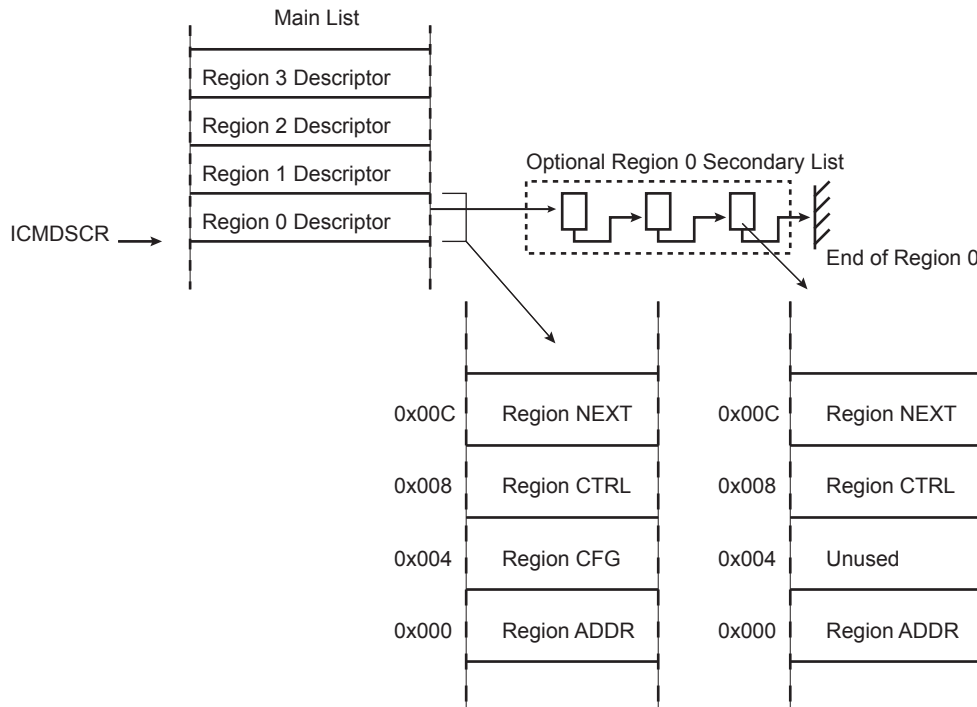 Main List
Region 3 Descriptor
Region 2 Descriptor
Region 1 Descriptor
Optional Region 0 Secondary List
Region 0 Descriptor
ICMDSCR
End of Region 0
0x00C Region NEXT 0x00C Region NEXT
0x008 Region CTRL 0x008 Region CTRL
0x004 Region CFG 0x004 Unused
0x000 Region ADDR 0x000 Region ADDR